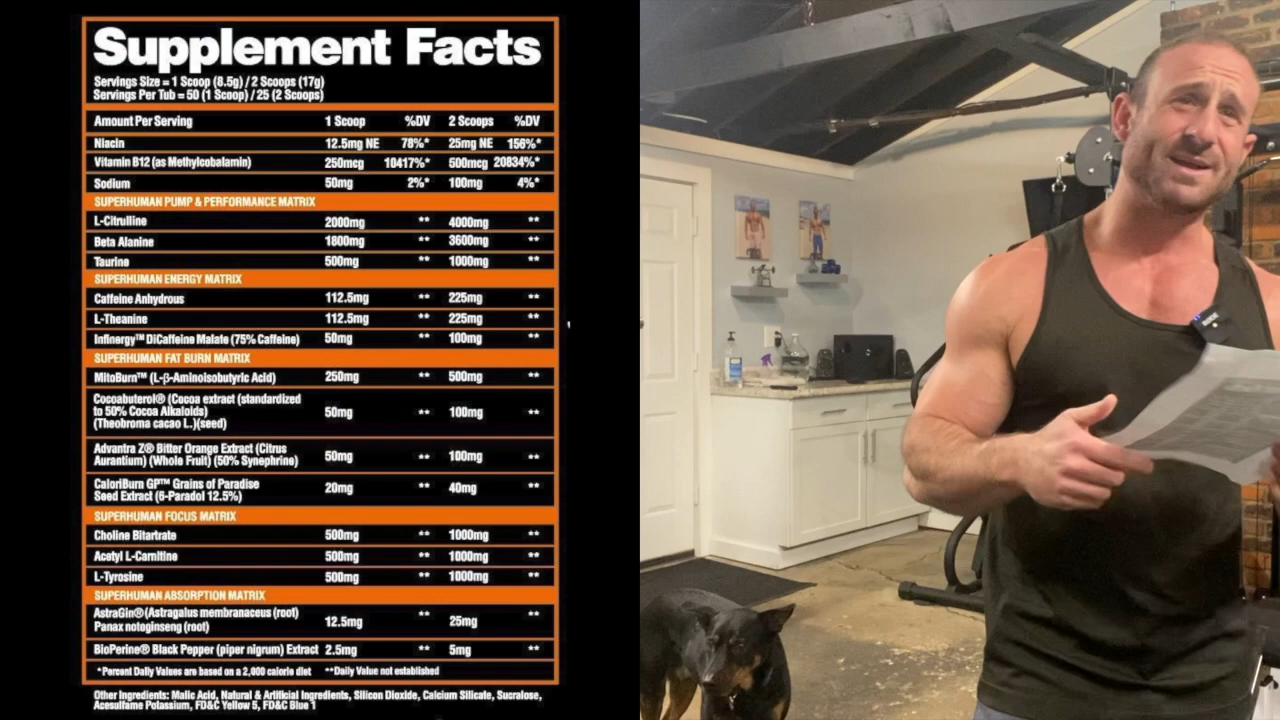 Supplement Facts
Servings Size = 1 Scoop (8.5g) / 2 Scoops (17g)
Servings Per Tub = 50 (1 Scoop) / 25 (2 Scoops)
Amount Per Serving 1 Scoop %DV 2 Scoops %DV
Niacin 12.5mg NE 78%* 25mg NE 156%*
Vitamin B12 (as Methylcobalamin) 250mcg 10417%* 500mcg 20834%*
Sodium 50mg 2%* 100mg 4%*
SUPERHUMAN PUMP & PERFORMANCE MATRIX
L-Citrulline 2000mg ** 4000mg **
Beta Alanine 1800mg ** 3600mg **
Taurine 500mg ** 1000mg **
SUPERHUMAN ENERGY MATRIX
Caffeine Anhydrous 112.5mg ** 225mg **
L-Theanine 112.5mg ** 225mg **
Infinergy™ DiCaffeine Malate (75% Caffeine) 50mg ** 100mg **
SUPERHUMAN FAT BURN MATRIX
MitoBurn™ (L-β-Aminoisobutyric Acid) 250mg ** 500mg **
Cocoabuterol® (Cocoa extract (standardized
to 50% Cocoa Alkaloids) 50mg ** 100mg **
(Theobroma cacao L.)(seed)
Advantra Z® Bitter Orange Extract (Citrus
Aurantium) (Whole Fruit) (50% Synephrine) 50mg ** 100mg **
CaloriBurn GP™ Grains of Paradise
Seed Extract (6-Paradol 12.5%) 20mg ** 40mg **
SUPERHUMAN FOCUS MATRIX
Choline Bitartrate 500mg ** 1000mg **
Acetyl L-Carnitine 500mg ** 1000mg **
L-Tyrosine 500mg ** 1000mg **
SUPERHUMAN ABSORPTION MATRIX
AstraGin®(Astragalus membranaceus (root)
Panax notoginseng (root) 12.5mg ** 25mg **
BioPerine® Black Pepper (piper nigrum) Extract 2.5mg ** 5mg **
*Percent Daily Values are based on a 2,000 calorie diet **Daily Value not established
Other Ingredients: Malic Acid, Natural & Artificial Ingredients, Silicon Dioxide, Calcium Silicate, Sucralose,
Acesulfame Potassium, FD&C Yellow 5, FD&C Blue 1